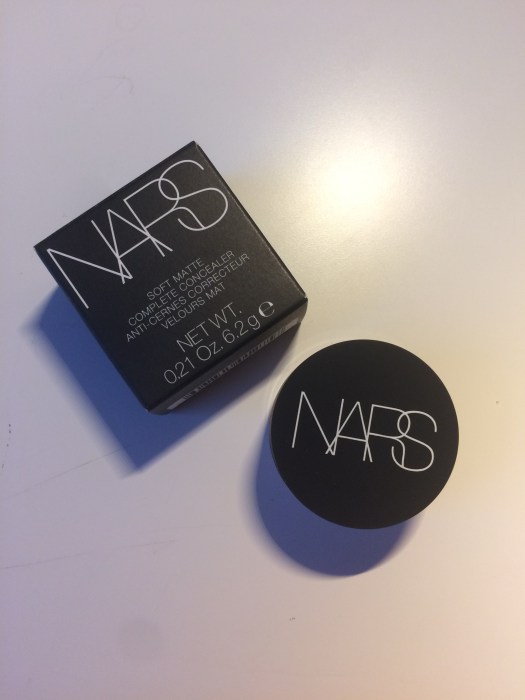 NARS
SOFT MATTE
COMPLETE CONCEALER
ANTI-CERNES CORRECTEUR
VELOURS MAT
NET WT.
0.21 Oz. 6.2 g ℮
NARS